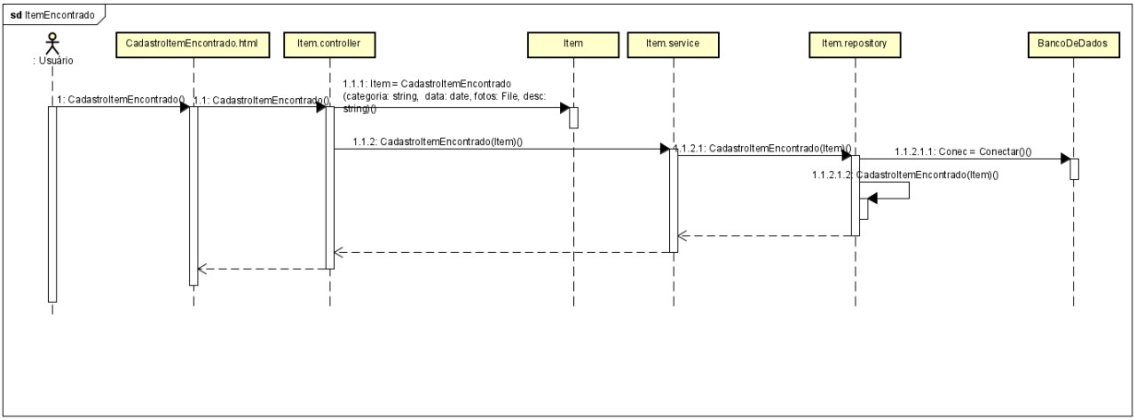 sd ItemEncontrado
: Usuário
CadastroItemEncontrado.html
Item.controller
Item
Item.service
Item.repository
BancoDeDados
1: CadastroItemEncontrado()
1.1: CadastroItemEncontrado()
1.1.1: Item = CadastroItemEncontrado
(categoria: string, data: date, fotos: File, desc:
string)()
1.1.2: CadastroItemEncontrado(Item)()
1.1.2.1: CadastroItemEncontrado(Item)()
1.1.2.1.1: Conec = Conectar()()
1.1.2.1.2: CadastroItemEncontrado(Item)()